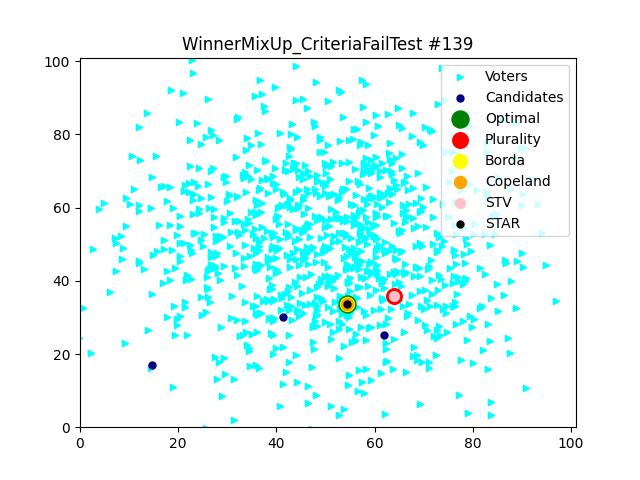 WinnerMixUp_CriteriaFailTest #139
100
80
60
40
20
0
0
20
40
60
80
100
Voters
Candidates
Optimal
Plurality
Borda
Copeland
STV
STAR